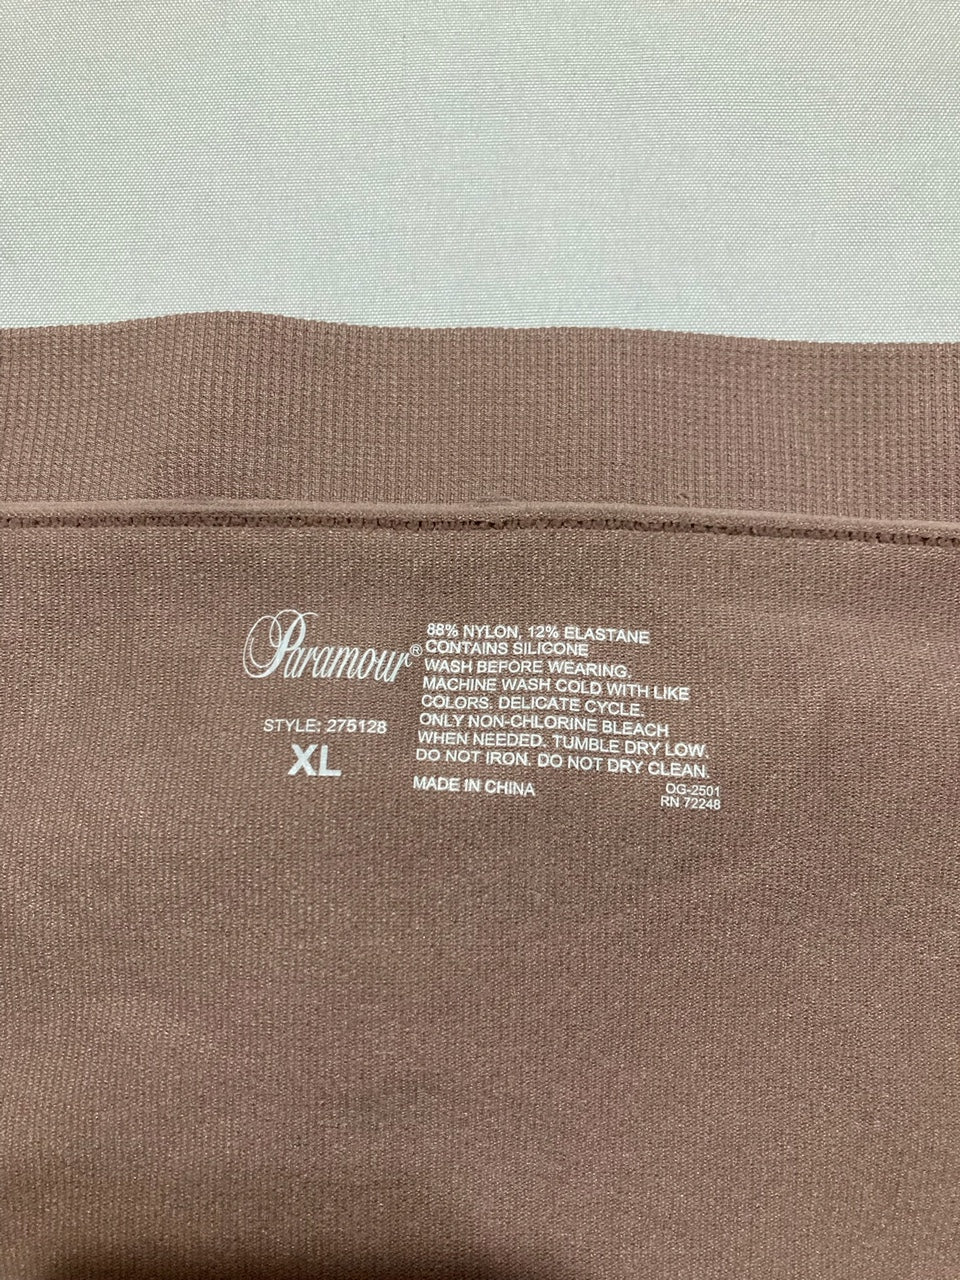 Paramour®
STYLE: 275128
XL
88% NYLON, 12% ELASTANE
CONTAINS SILICONE
WASH BEFORE WEARING.
MACHINE WASH COLD WITH LIKE
COLORS. DELICATE CYCLE.
ONLY NON-CHLORINE BLEACH
WHEN NEEDED. TUMBLE DRY LOW.
DO NOT IRON. DO NOT DRY CLEAN.
MADE IN CHINA
OG-2501
RN 72248